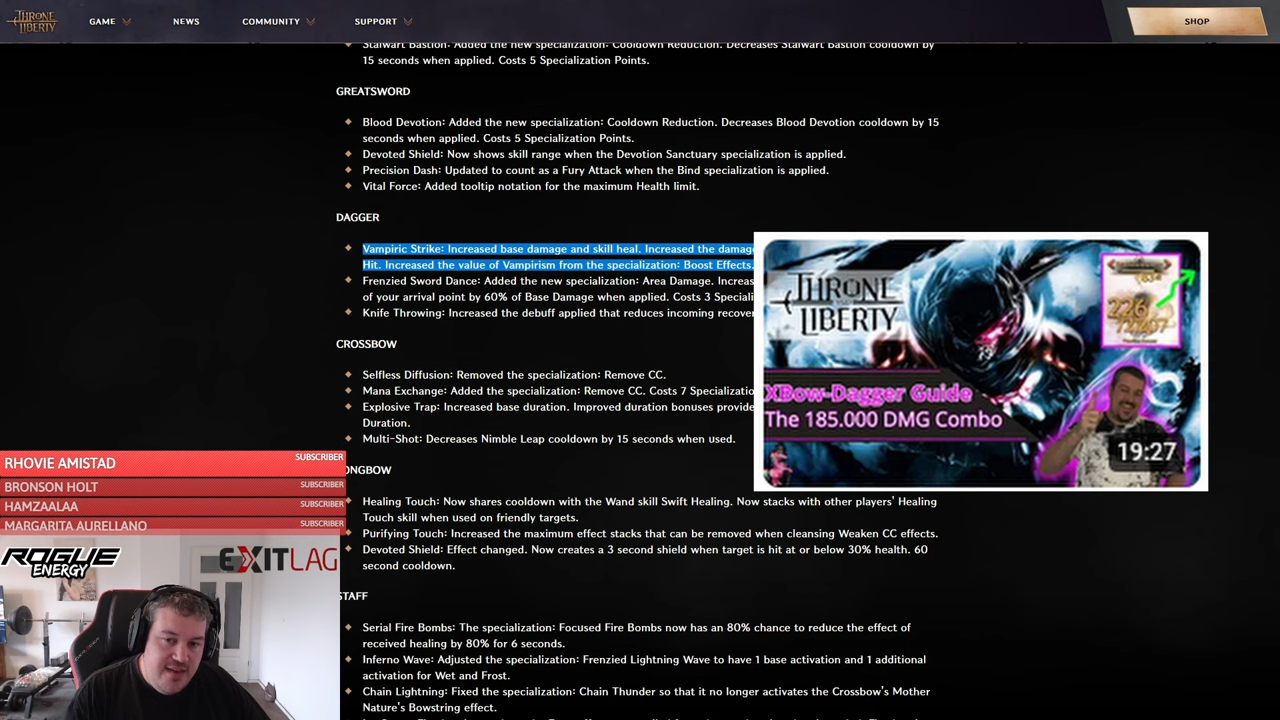 THRONE
LIBERTY
GAME
NEWS
COMMUNITY
SUPPORT
SHOP
Stalwart Bastion: Added the new specialization: Cooldown Reduction. Decreases Stalwart Bastion cooldown by
15 seconds when applied. Costs 5 Specialization Points.
GREATSWORD
Blood Devotion: Added the new specialization: Cooldown Reduction. Decreases Blood Devotion cooldown by 15
seconds when applied. Costs 5 Specialization Points.
Devoted Shield: Now shows skill range when the Devotion Sanctuary specialization is applied.
Precision Dash: Updated to count as a Fury Attack when the Bind specialization is applied.
Vital Force: Added tooltip notation for the maximum Health limit.
DAGGER
Vampiric Strike: Increased base damage and skill heal. Increased the damage
Hit. Increased the value of Vampirism from the specialization: Boost Effects.
Frenzied Sword Dance: Added the new specialization: Area Damage. Increas
of your arrival point by 60% of Base Damage when applied. Costs 3 Speciali
Knife Throwing: Increased the debuff applied that reduces incoming recover
THRONE
LIBERTY
226
XBow-Dagger Guide
The 185.000 DMG Combo
19:27
CROSSBOW
Selfless Diffusion: Removed the specialization: Remove CC.
Mana Exchange: Added the specialization: Remove CC. Costs 7 Specializatio
Explosive Trap: Increased base duration. Improved duration bonuses provide
Duration.
Multi-Shot: Decreases Nimble Leap cooldown by 15 seconds when used.
ONGBOW
Healing Touch: Now shares cooldown with the Wand skill Swift Healing. Now stacks with other players' Healing
Touch skill when used on friendly targets.
Purifying Touch: Increased the maximum effect stacks that can be removed when cleansing Weaken CC effects.
Devoted Shield: Effect changed. Now creates a 3 second shield when target is hit at or below 30% health. 60
second cooldown.
STAFF
Serial Fire Bombs: The specialization: Focused Fire Bombs now has an 80% chance to reduce the effect of
received healing by 80% for 6 seconds.
Inferno Wave: Adjusted the specialization: Frenzied Lightning Wave to have 1 base activation and 1 additional
activation for Wet and Frost.
Chain Lightning: Fixed the specialization: Chain Thunder so that it no longer activates the Crossbow's Mother
Nature's Bowstring effect.
RHOVIE AMISTAD SUBSCRIBER
BRONSON HOLT SUBSCRIBER
HAMZAALAA SUBSCRIBER
MARGARITA AURELLANO SUBSCRIBER
ROGUE
ENERGY
EXITLAG